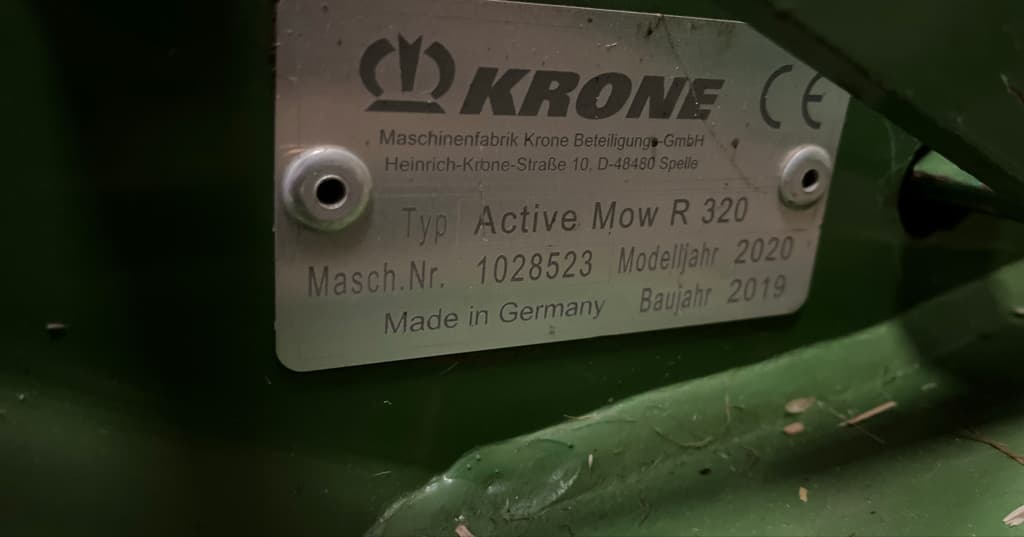 KRONE CE
Maschinenfabrik Krone Beteiligungs-GmbH
Heinrich-Krone-Straße 10, D-48480 Spelle
Typ Active Mow R 320
Masch.Nr. 1028523 Modelljahr 2020
Made in Germany Baujahr 2019